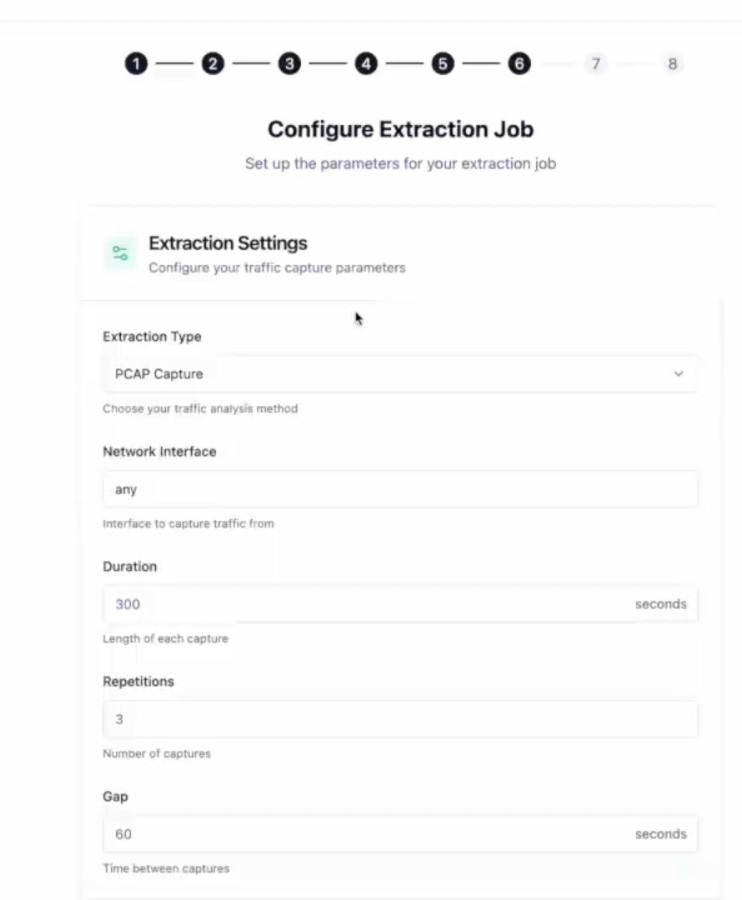 1 2 3 4 5 6 7 8
Configure Extraction Job
Set up the parameters for your extraction job
Extraction Settings
Configure your traffic capture parameters
Extraction Type
PCAP Capture
Choose your traffic analysis method
Network Interface
any
Interface to capture traffic from
Duration
300 seconds
Length of each capture
Repetitions
3
Number of captures
Gap
60 seconds
Time between captures